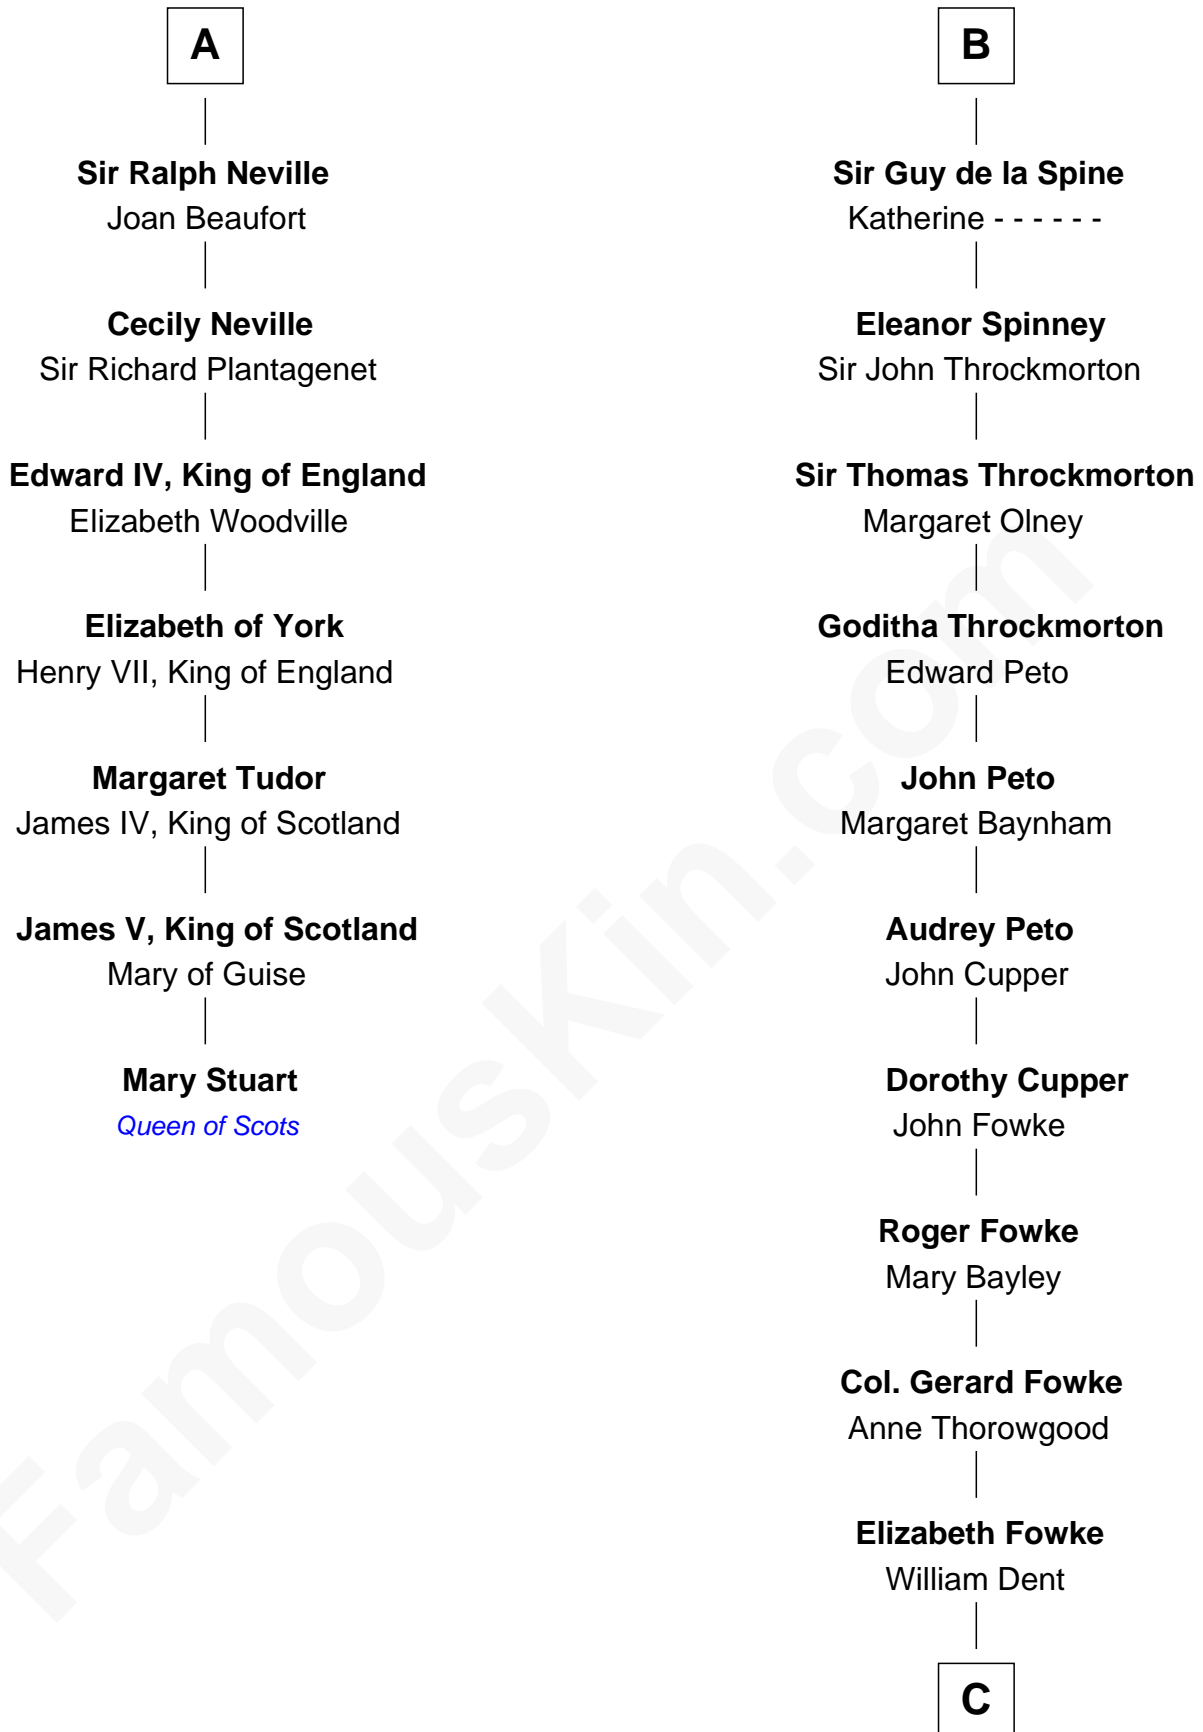 A
Sir Ralph Neville
Joan Beaufort
Cecily Neville
Sir Richard Plantagenet
Edward IV, King of England
Elizabeth Woodville
Elizabeth of York
Henry VII, King of England
Margaret Tudor
James IV, King of Scotland
James V, King of Scotland
Mary of Guise
Mary Stuart
Queen of Scots
B
Sir Guy de la Spine
Katherine - - - - - -
Eleanor Spinney
Sir John Throckmorton
Sir Thomas Throckmorton
Margaret Olney
Goditha Throckmorton
Edward Peto
John Peto
Margaret Baynham
Audrey Peto
John Cupper
Dorothy Cupper
John Fowke
Roger Fowke
Mary Bayley
Col. Gerard Fowke
Anne Thorowgood
Elizabeth Fowke
William Dent
C
FamousKin.com